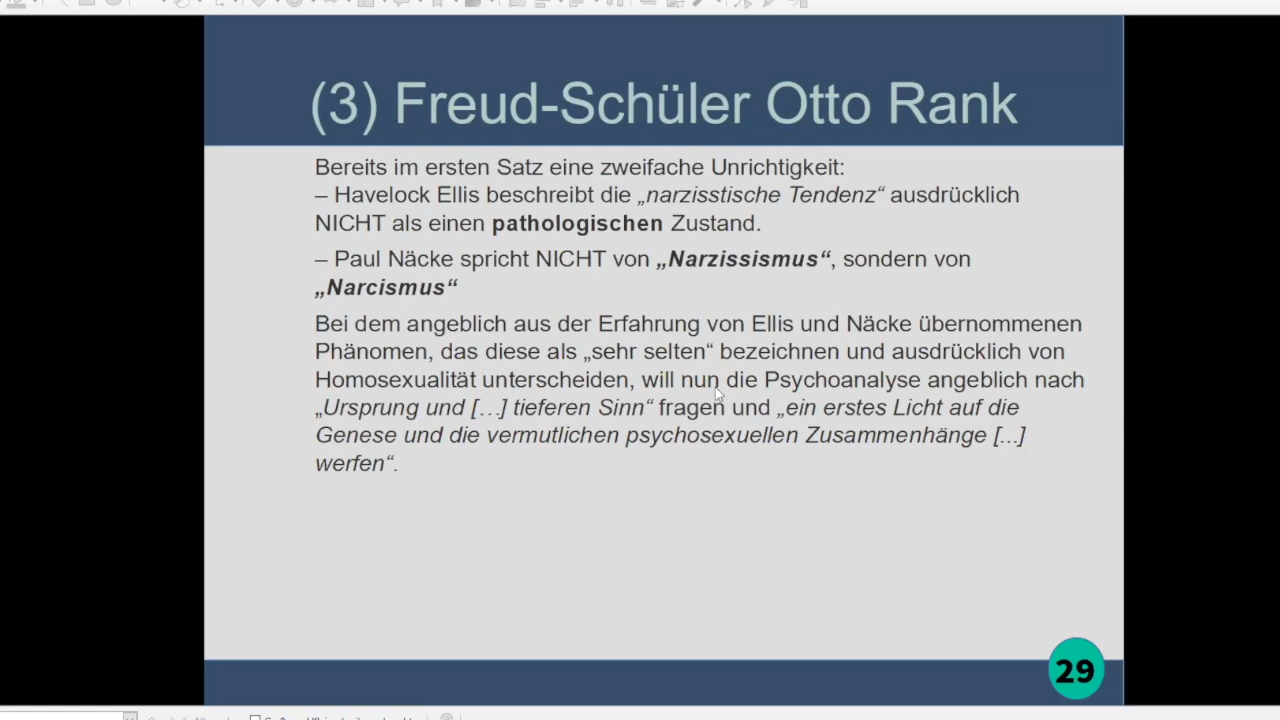 (3) Freud-Schüler Otto Rank
Bereits im ersten Satz eine zweifache Unrichtigkeit:
– Havelock Ellis beschreibt die „narzisstische Tendenz“ ausdrücklich
NICHT als einen pathologischen Zustand.
– Paul Näcke spricht NICHT von „Narzissismus“, sondern von
„Narcismus“
Bei dem angeblich aus der Erfahrung von Ellis und Näcke übernommenen
Phänomen, das diese als „sehr selten“ bezeichnen und ausdrücklich von
Homosexualität unterscheiden, will nun die Psychoanalyse angeblich nach
„Ursprung und […] tieferen Sinn“ fragen und „ein erstes Licht auf die
Genese und die vermutlichen psychosexuellen Zusammenhänge [...]
werfen“.
29